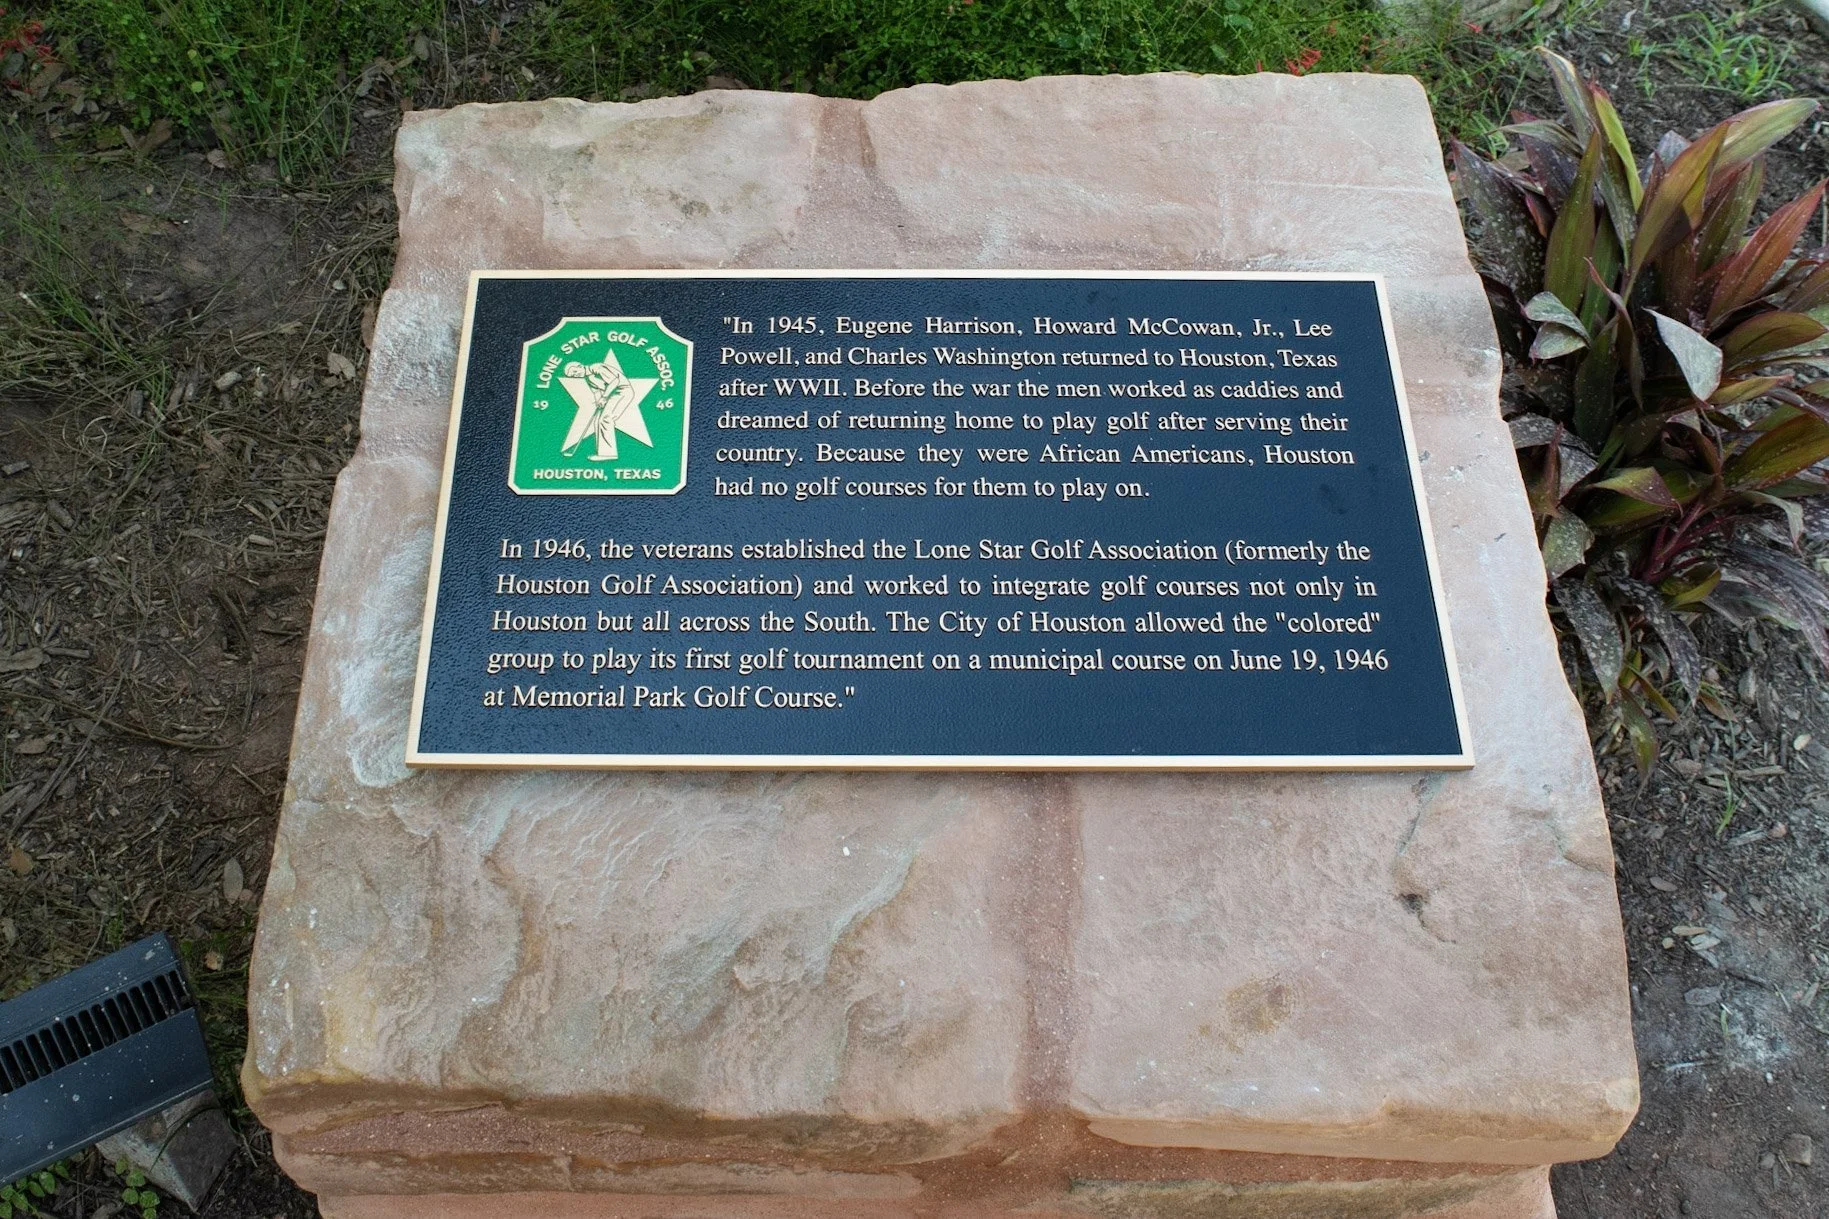 LONE STAR GOLF ASSOC.
19 46
HOUSTON, TEXAS
"In 1945, Eugene Harrison, Howard McCowan, Jr., Lee
Powell, and Charles Washington returned to Houston, Texas
after WWII. Before the war the men worked as caddies and
dreamed of returning home to play golf after serving their
country. Because they were African Americans, Houston
had no golf courses for them to play on.
In 1946, the veterans established the Lone Star Golf Association (formerly the
Houston Golf Association) and worked to integrate golf courses not only in
Houston but all across the South. The City of Houston allowed the "colored"
group to play its first golf tournament on a municipal course on June 19, 1946
at Memorial Park Golf Course."